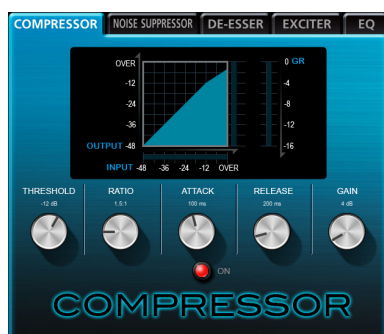 COMPRESSOR NOISE SUPPRESSOR DE-ESSER EXCITER EQ
OVER 0 GR
-12 -4
-24 -8
-36 -12
OUTPUT -48 -16
INPUT -48 -36 -24 -12 OVER
THRESHOLD RATIO ATTACK RELEASE GAIN
-12 dB 1.5:1 100 ms 200 ms 4 dB
ON
COMPRESSOR